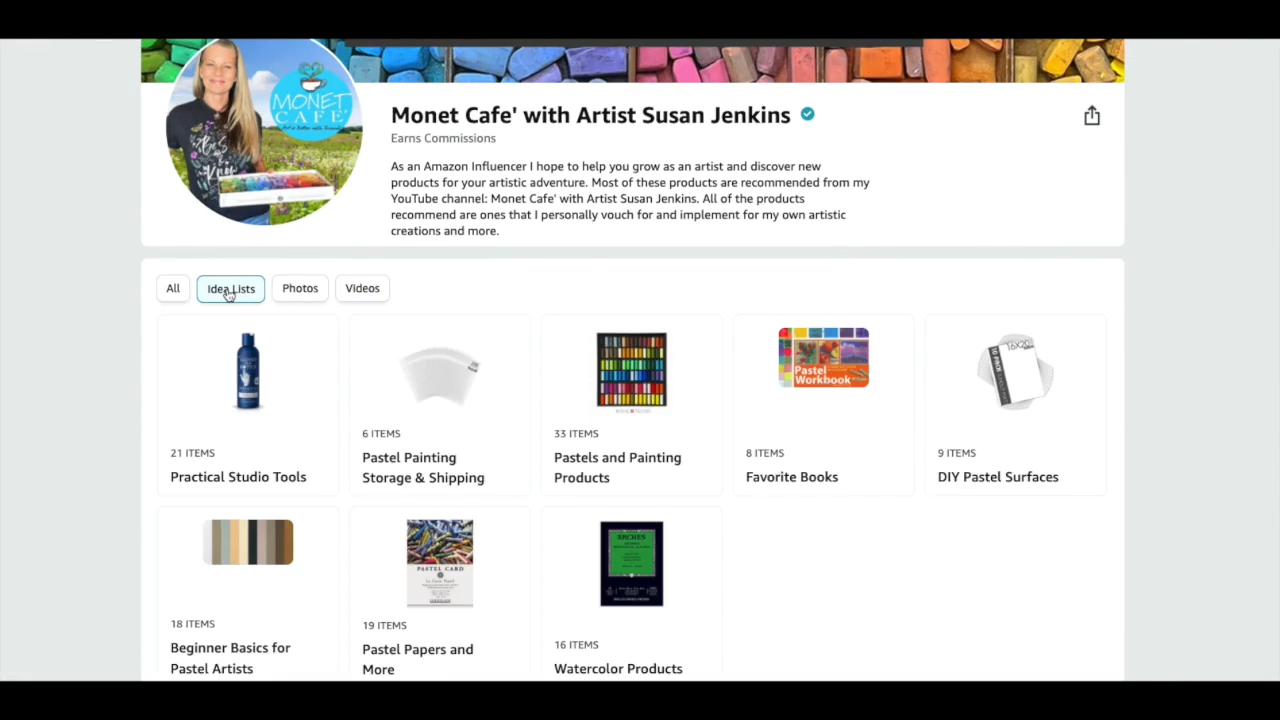 MONET
CAFE'
Monet Cafe' with Artist Susan Jenkins
Earns Commissions
As an Amazon Influencer I hope to help you grow as an artist and discover new
products for your artistic adventure. Most of these products are recommended from my
YouTube channel: Monet Cafe' with Artist Susan Jenkins. All of the products
recommend are ones that I personally vouch for and implement for my own artistic
creations and more.
All
Idea Lists
Photos
Videos
Pastel
Workbook
16X20
21 ITEMS
Practical Studio Tools
6 ITEMS
Pastel Painting
Storage & Shipping
33 ITEMS
Pastels and Painting
Products
8 ITEMS
Favorite Books
9 ITEMS
DIY Pastel Surfaces
PASTEL CARD
ARCHES
18 ITEMS
Beginner Basics for
Pastel Artists
19 ITEMS
Pastel Papers and
More
16 ITEMS
Watercolor Products